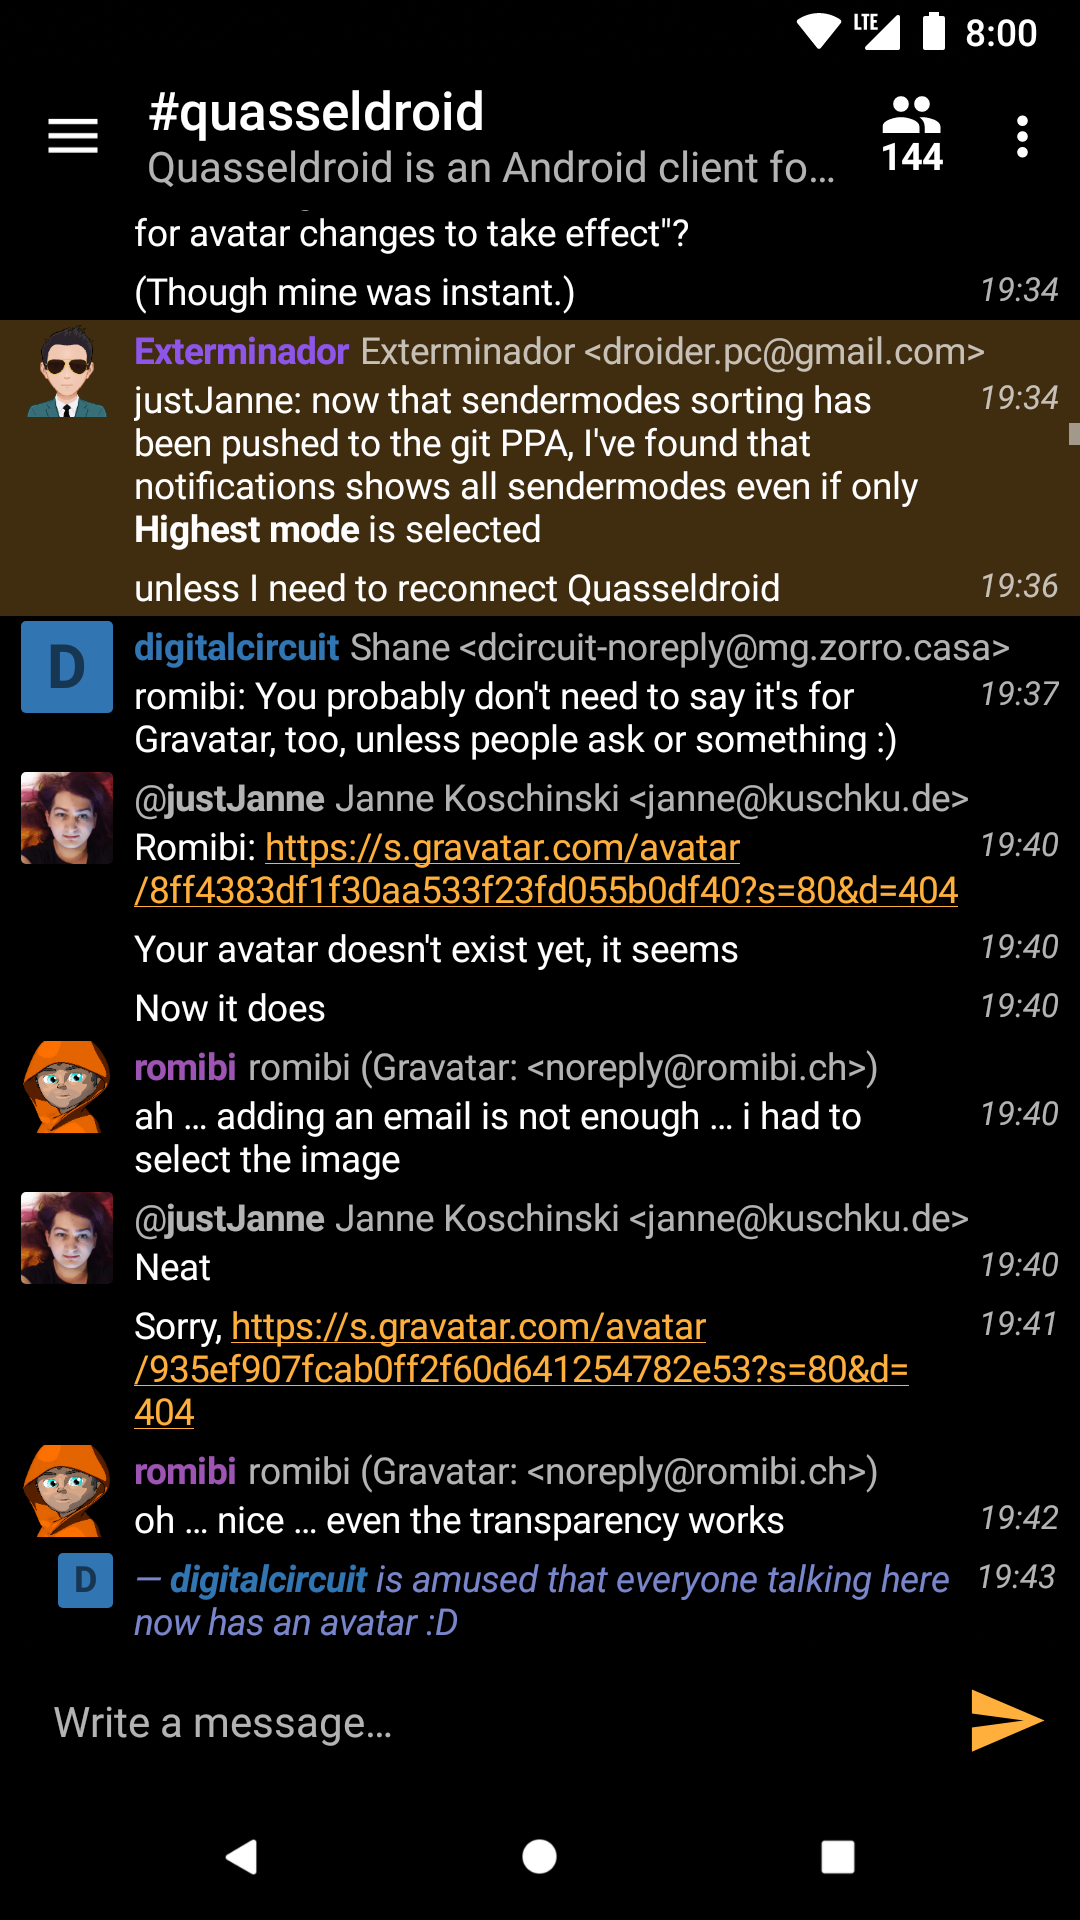 LTE 8:00
#quasseldroid
Quasseldroid is an Android client fo…
144
for avatar changes to take effect"?
(Though mine was instant.) 19:34
Exterminador Exterminador <droider.pc@gmail.com>
justJanne: now that sendermodes sorting has 19:34
been pushed to the git PPA, I've found that
notifications shows all sendermodes even if only
Highest mode is selected
unless I need to reconnect Quasseldroid 19:36
D digitalcircuit Shane <dcircuit-noreply@mg.zorro.casa>
romibi: You probably don't need to say it's for 19:37
Gravatar, too, unless people ask or something :)
@justJanne Janne Koschinski <janne@kuschku.de>
Romibi: https://s.gravatar.com/avatar 19:40
/8ff4383df1f30aa533f23fd055b0df40?s=80&d=404
Your avatar doesn't exist yet, it seems 19:40
Now it does 19:40
romibi romibi (Gravatar: <noreply@romibi.ch>)
ah … adding an email is not enough … i had to 19:40
select the image
@justJanne Janne Koschinski <janne@kuschku.de>
Neat 19:40
Sorry, https://s.gravatar.com/avatar 19:41
/935ef907fcab0ff2f60d641254782e53?s=80&d=
404
romibi romibi (Gravatar: <noreply@romibi.ch>)
oh … nice … even the transparency works 19:42
D — digitalcircuit is amused that everyone talking here 19:43
now has an avatar :D
Write a message…